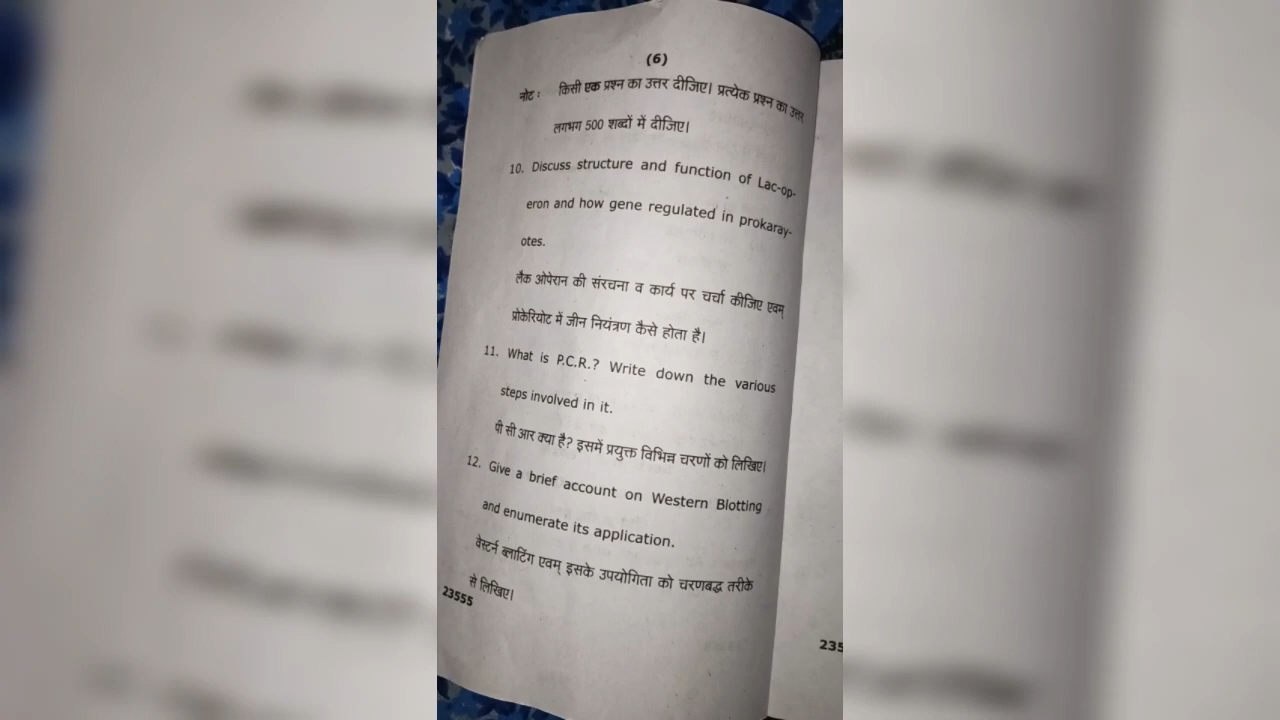 (6)
नोट : किसी एक प्रश्न का उत्तर दीजिए। प्रत्येक प्रश्न का उत्तर
लगभग 500 शब्दों में दीजिए।
10. Discuss structure and function of Lac-op-
eron and how gene regulated in prokaray-
otes.
लैक ओपेरान की संरचना व कार्य पर चर्चा कीजिए एवम्
प्रोकेरियोट में जीन नियंत्रण कैसे होता है।
11. What is P.C.R.? Write down the various
steps involved in it.
पी सी आर क्या है? इसमें प्रयुक्त विभिन्न चरणों को लिखिए।
12. Give a brief account on Western Blotting
and enumerate its application.
वेस्टर्न ब्लाटिंग एवम् इसके उपयोगिता को चरणबद्ध तरीके
से लिखिए।
23555
235